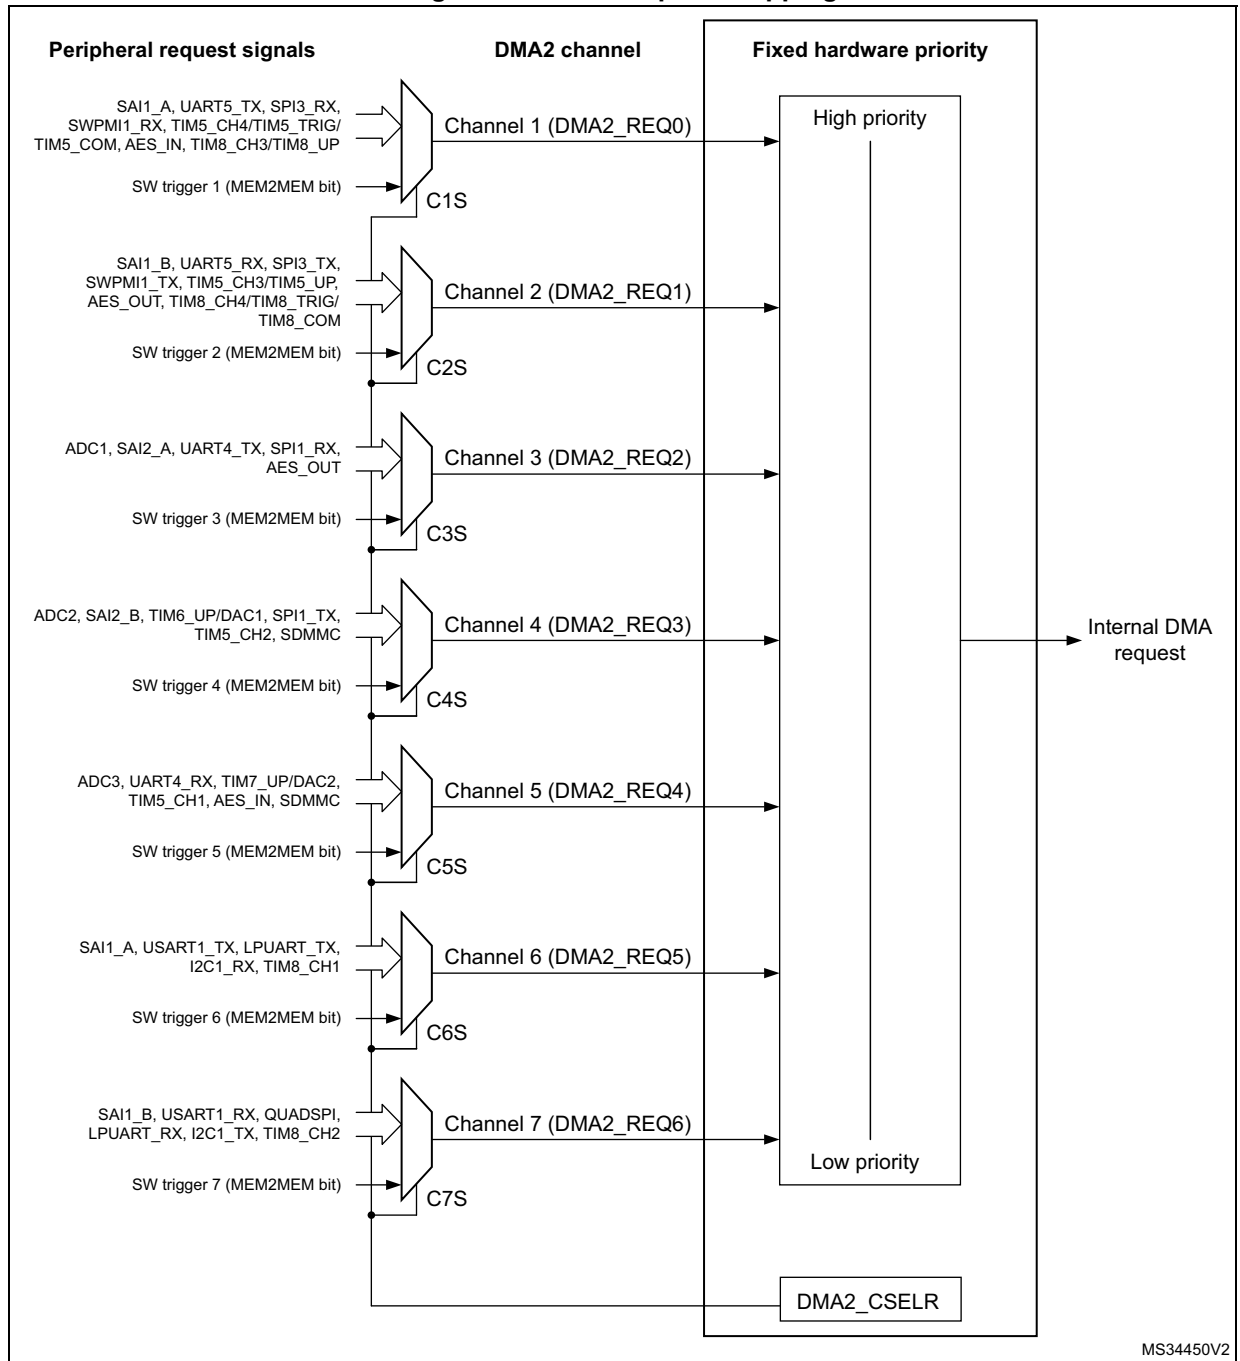 Peripheral request signals
DMA2 channel
Fixed hardware priority
High priority
SAI1_A, UART5_TX, SPI3_RX,
SWPMI1_RX, TIM5_CH4/TIM5_TRIG/
TIM5_COM, AES_IN, TIM8_CH3/TIM8_UP
Channel 1 (DMA2_REQ0)
SW trigger 1 (MEM2MEM bit)
C1S
SAI1_B, UART5_RX, SPI3_TX,
SWPMI1_TX, TIM5_CH3/TIM5_UP,
AES_OUT, TIM8_CH4/TIM8_TRIG/
TIM8_COM
Channel 2 (DMA2_REQ1)
SW trigger 2 (MEM2MEM bit)
C2S
ADC1, SAI2_A, UART4_TX, SPI1_RX,
AES_OUT
Channel 3 (DMA2_REQ2)
SW trigger 3 (MEM2MEM bit)
C3S
ADC2, SAI2_B, TIM6_UP/DAC1, SPI1_TX,
TIM5_CH2, SDMMC
Channel 4 (DMA2_REQ3)
Internal DMA
request
SW trigger 4 (MEM2MEM bit)
C4S
ADC3, UART4_RX, TIM7_UP/DAC2,
TIM5_CH1, AES_IN, SDMMC
Channel 5 (DMA2_REQ4)
SW trigger 5 (MEM2MEM bit)
C5S
SAI1_A, USART1_TX, LPUART_TX,
I2C1_RX, TIM8_CH1
Channel 6 (DMA2_REQ5)
SW trigger 6 (MEM2MEM bit)
C6S
SAI1_B, USART1_RX, QUADSPI,
LPUART_RX, I2C1_TX, TIM8_CH2
Channel 7 (DMA2_REQ6)
Low priority
SW trigger 7 (MEM2MEM bit)
C7S
DMA2_CSELR
MS34450V2